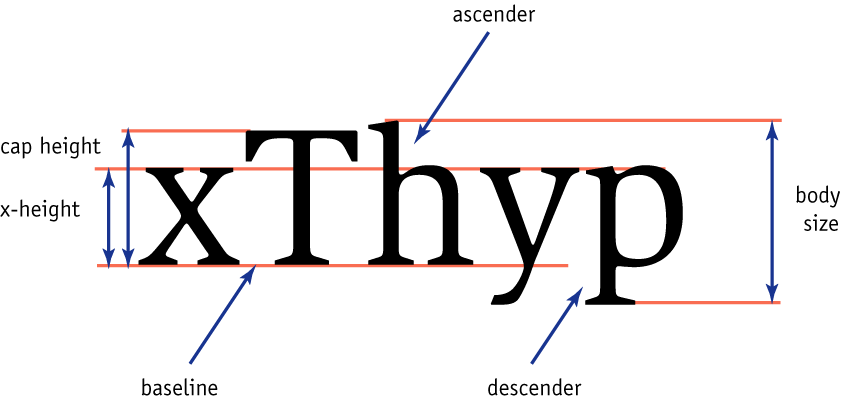 ascender
cap height
x-height
xThyp
body
size
baseline
descender